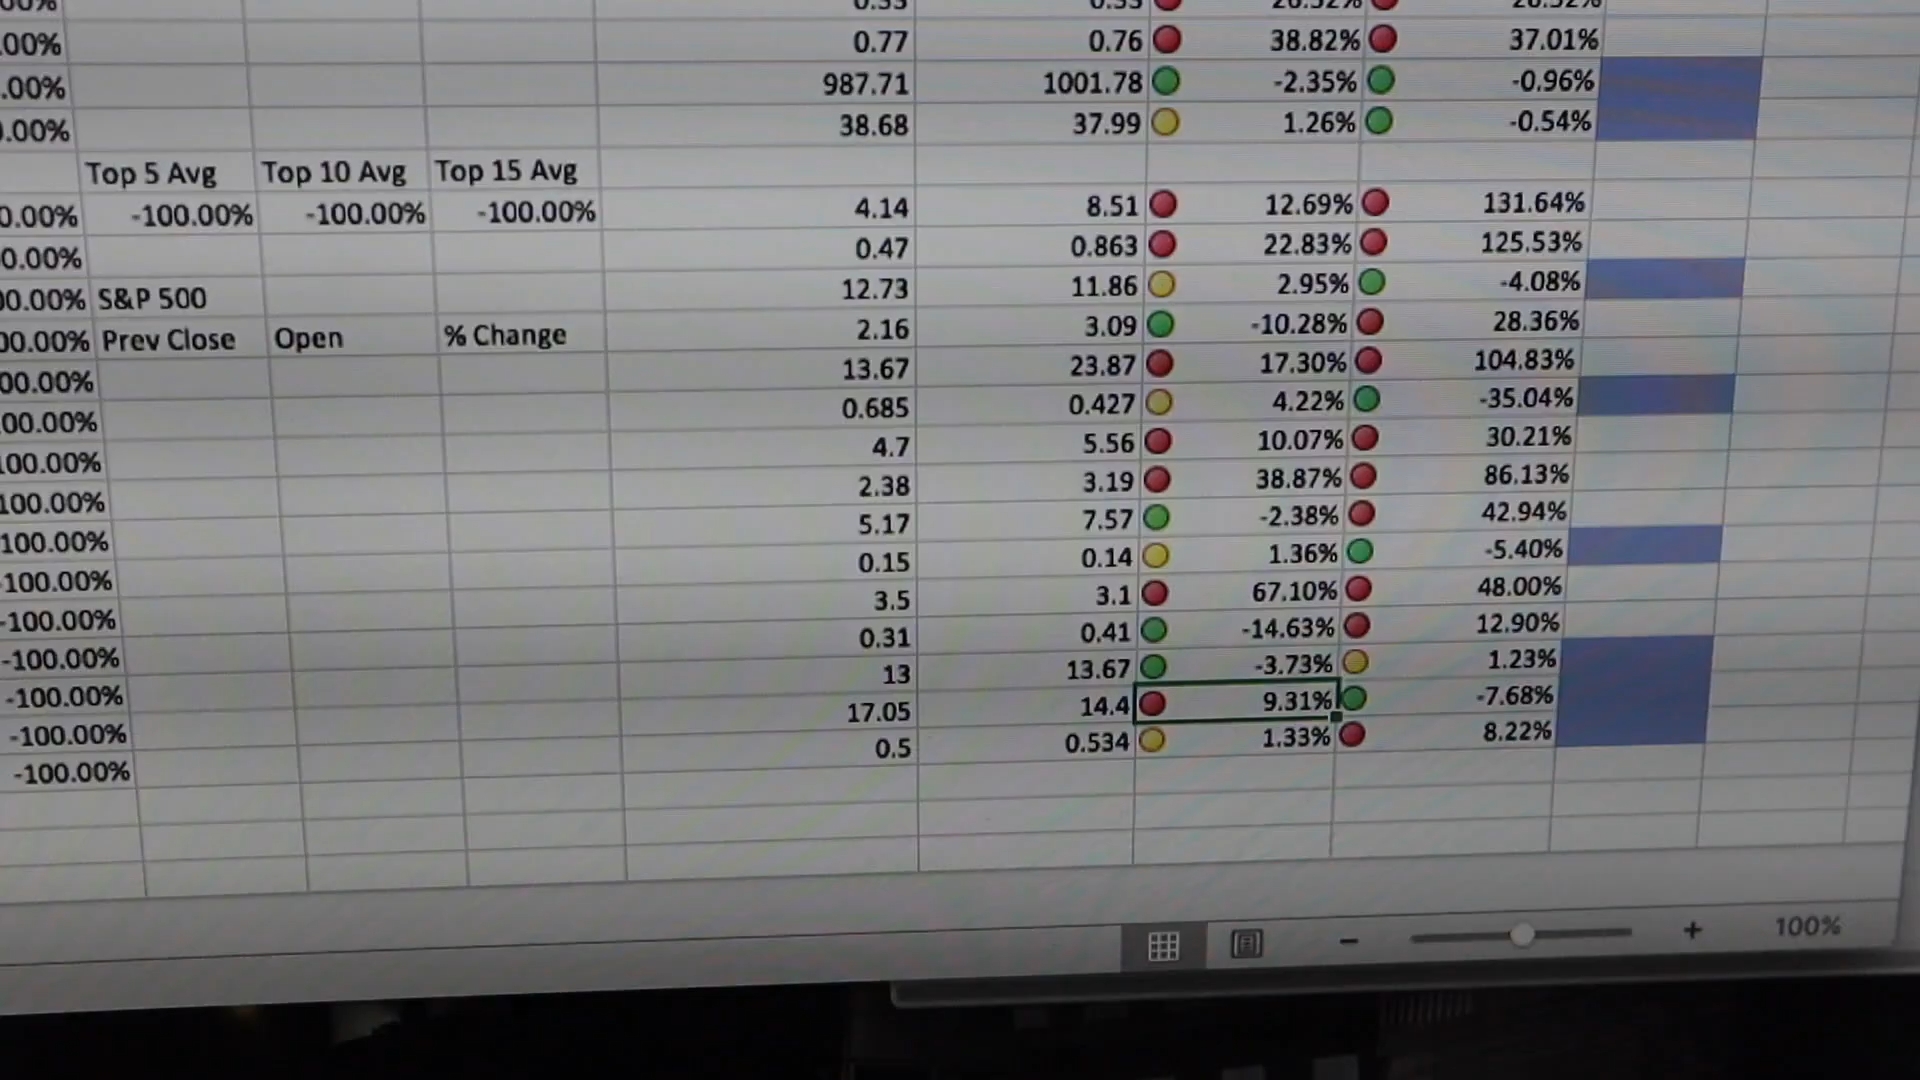 0.77 0.76 38.82% 37.01%
.00% 987.71 1001.78 -2.35% -0.96%
.00% 38.68 37.99 1.26% -0.54%
Top 5 Avg Top 10 Avg Top 15 Avg
0.00% -100.00% -100.00% -100.00% 4.14 8.51 12.69% 131.64%
0.00% 0.47 0.863 22.83% 125.53%
00.00% S&P 500 12.73 11.86 2.95% -4.08%
00.00% Prev Close Open % Change 2.16 3.09 -10.28% 28.36%
00.00% 13.67 23.87 17.30% 104.83%
00.00% 0.685 0.427 4.22% -35.04%
100.00% 4.7 5.56 10.07% 30.21%
100.00% 2.38 3.19 38.87% 86.13%
100.00% 5.17 7.57 -2.38% 42.94%
-100.00% 0.15 0.14 1.36% -5.40%
-100.00% 3.5 3.1 67.10% 48.00%
-100.00% 0.31 0.41 -14.63% 12.90%
-100.00% 13 13.67 -3.73% 1.23%
-100.00% 17.05 14.4 9.31% -7.68%
-100.00% 0.5 0.534 1.33% 8.22%
100%